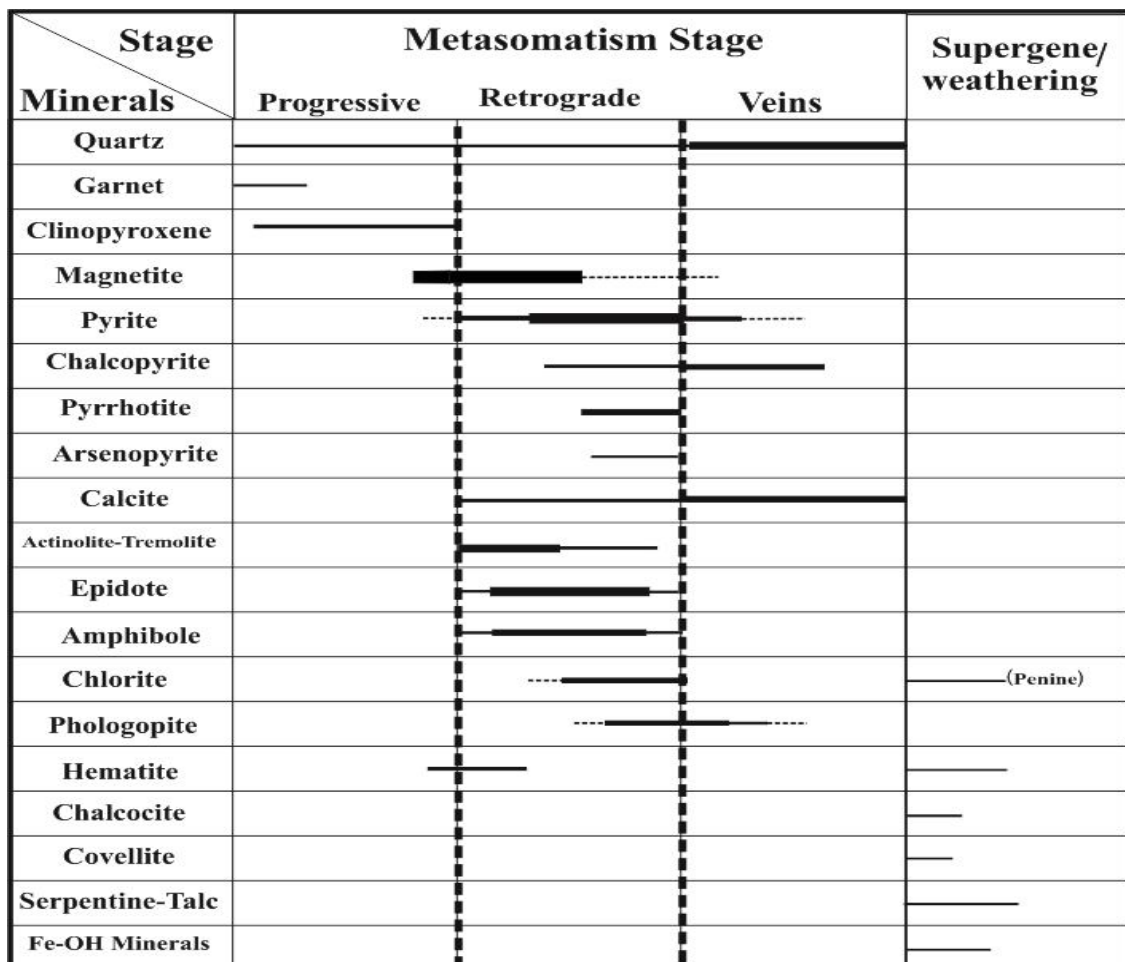 Stage
Metasomatism Stage
Supergene/
weathering
Minerals
Progressive
Retrograde
Veins
Quartz
Garnet
Clinopyroxene
Magnetite
Pyrite
Chalcopyrite
Pyrrhotite
Arsenopyrite
Calcite
Actinolite-Tremolite
Epidote
Amphibole
Chlorite
(Penine)
Phologopite
Hematite
Chalcocite
Covellite
Serpentine-Talc
Fe-OH Minerals